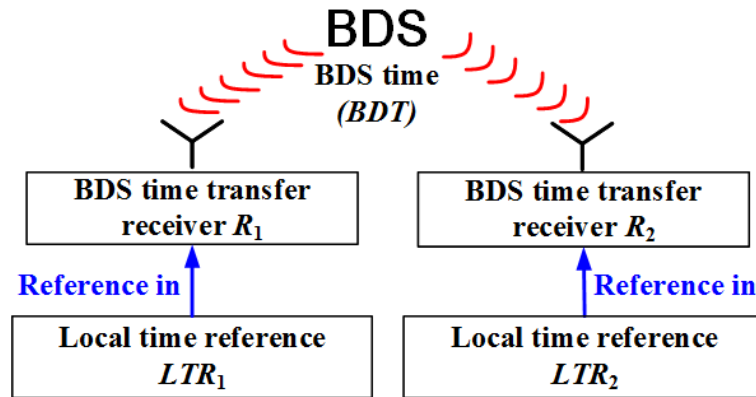 BDS
BDS time
(BDT)
BDS time transfer
receiver R₁
BDS time transfer
receiver R₂
Reference in
Reference in
Local time reference
LTR₁
Local time reference
LTR₂